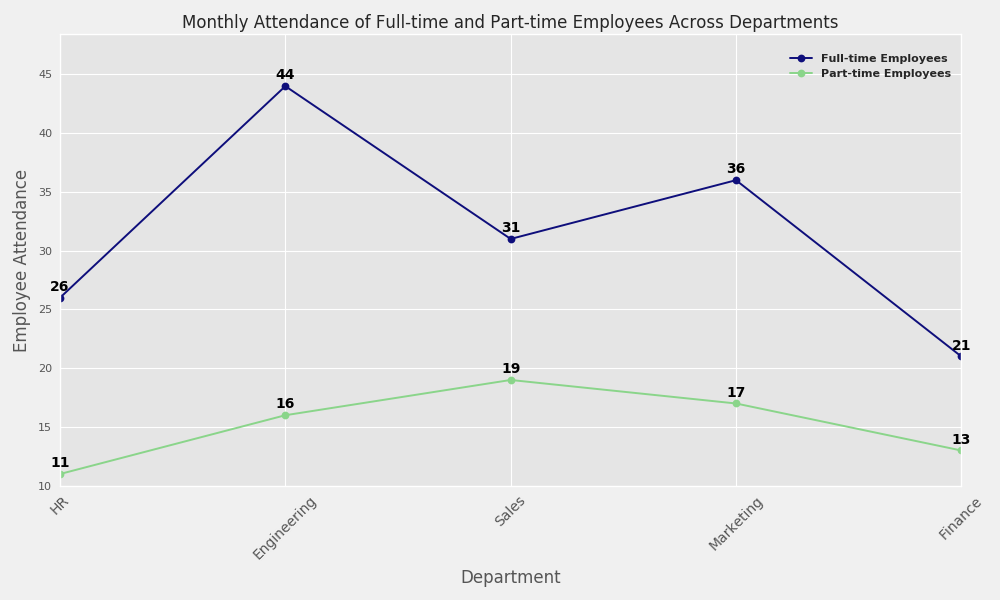 Monthly Attendance of Full-time and Part-time Employees Across Departments
Full-time Employees
Part-time Employees
Employee Attendance
45
40
35
30
25
20
15
10
26
44
31
36
21
11
16
19
17
13
HR
Engineering
Sales
Marketing
Finance
Department